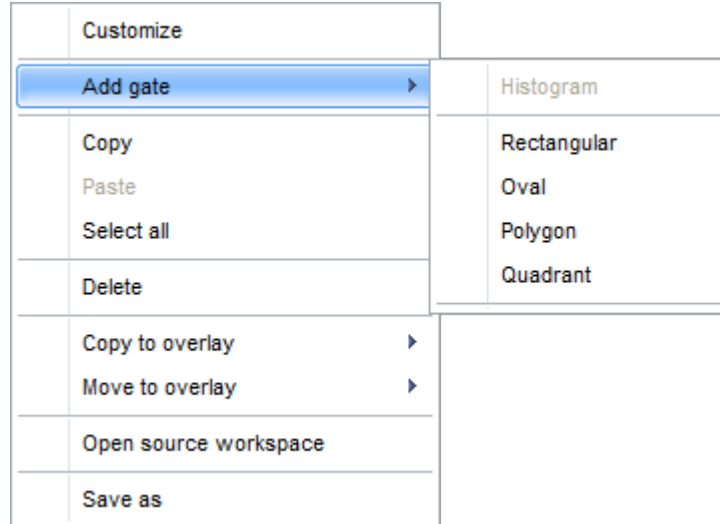 Customize
Add gate
Copy
Paste
Select all
Delete
Copy to overlay
Move to overlay
Open source workspace
Save as
Histogram
Rectangular
Oval
Polygon
Quadrant